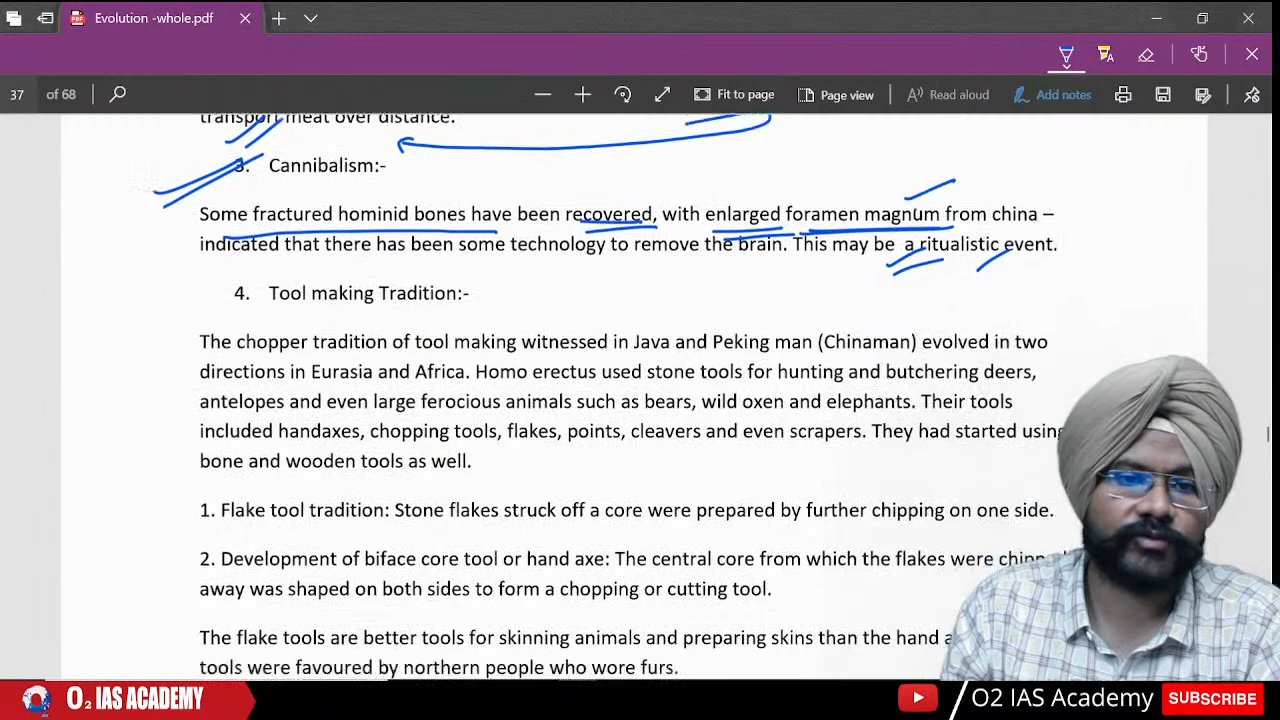 Evolution -whole.pdf
37 of 68
Fit to page
Page view
Read aloud
Add notes
transport meat over distance.
3. Cannibalism:-
Some fractured hominid bones have been recovered, with enlarged foramen magnum from china –
indicated that there has been some technology to remove the brain. This may be a ritualistic event.
4. Tool making Tradition:-
The chopper tradition of tool making witnessed in Java and Peking man (Chinaman) evolved in two
directions in Eurasia and Africa. Homo erectus used stone tools for hunting and butchering deers,
antelopes and even large ferocious animals such as bears, wild oxen and elephants. Their tools
included handaxes, chopping tools, flakes, points, cleavers and even scrapers. They had started using
bone and wooden tools as well.
1. Flake tool tradition: Stone flakes struck off a core were prepared by further chipping on one side.
2. Development of biface core tool or hand axe: The central core from which the flakes were
away was shaped on both sides to form a chopping or cutting tool.
The flake tools are better tools for skinning animals and preparing skins than the hand
tools were favoured by northern people who wore furs.
O2 IAS ACADEMY
O2 IAS Academy
SUBSCRIBE